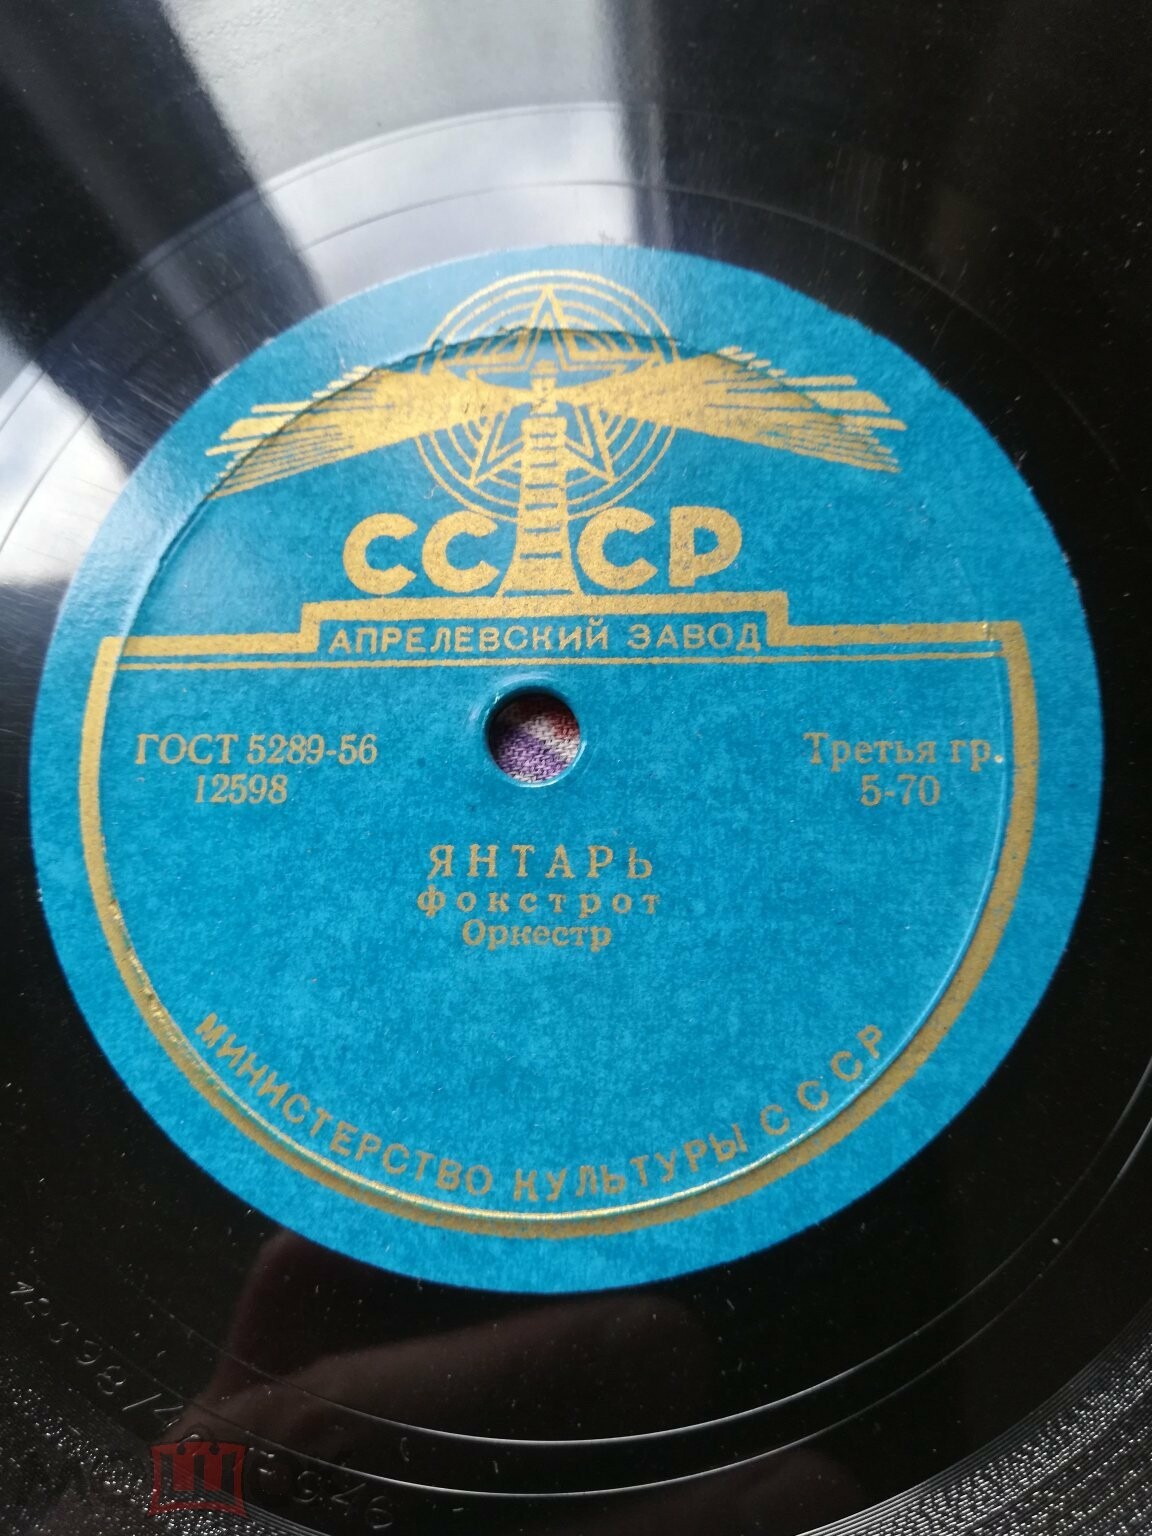 СССР
АПРЕЛЕВСКИЙ ЗАВОД
ГОСТ 5289-56
12598
Третья гр.
5-70
ЯНТАРЬ
фокстрот
Оркестр
МИНИСТЕРСТВО КУЛЬТУРЫ СССР